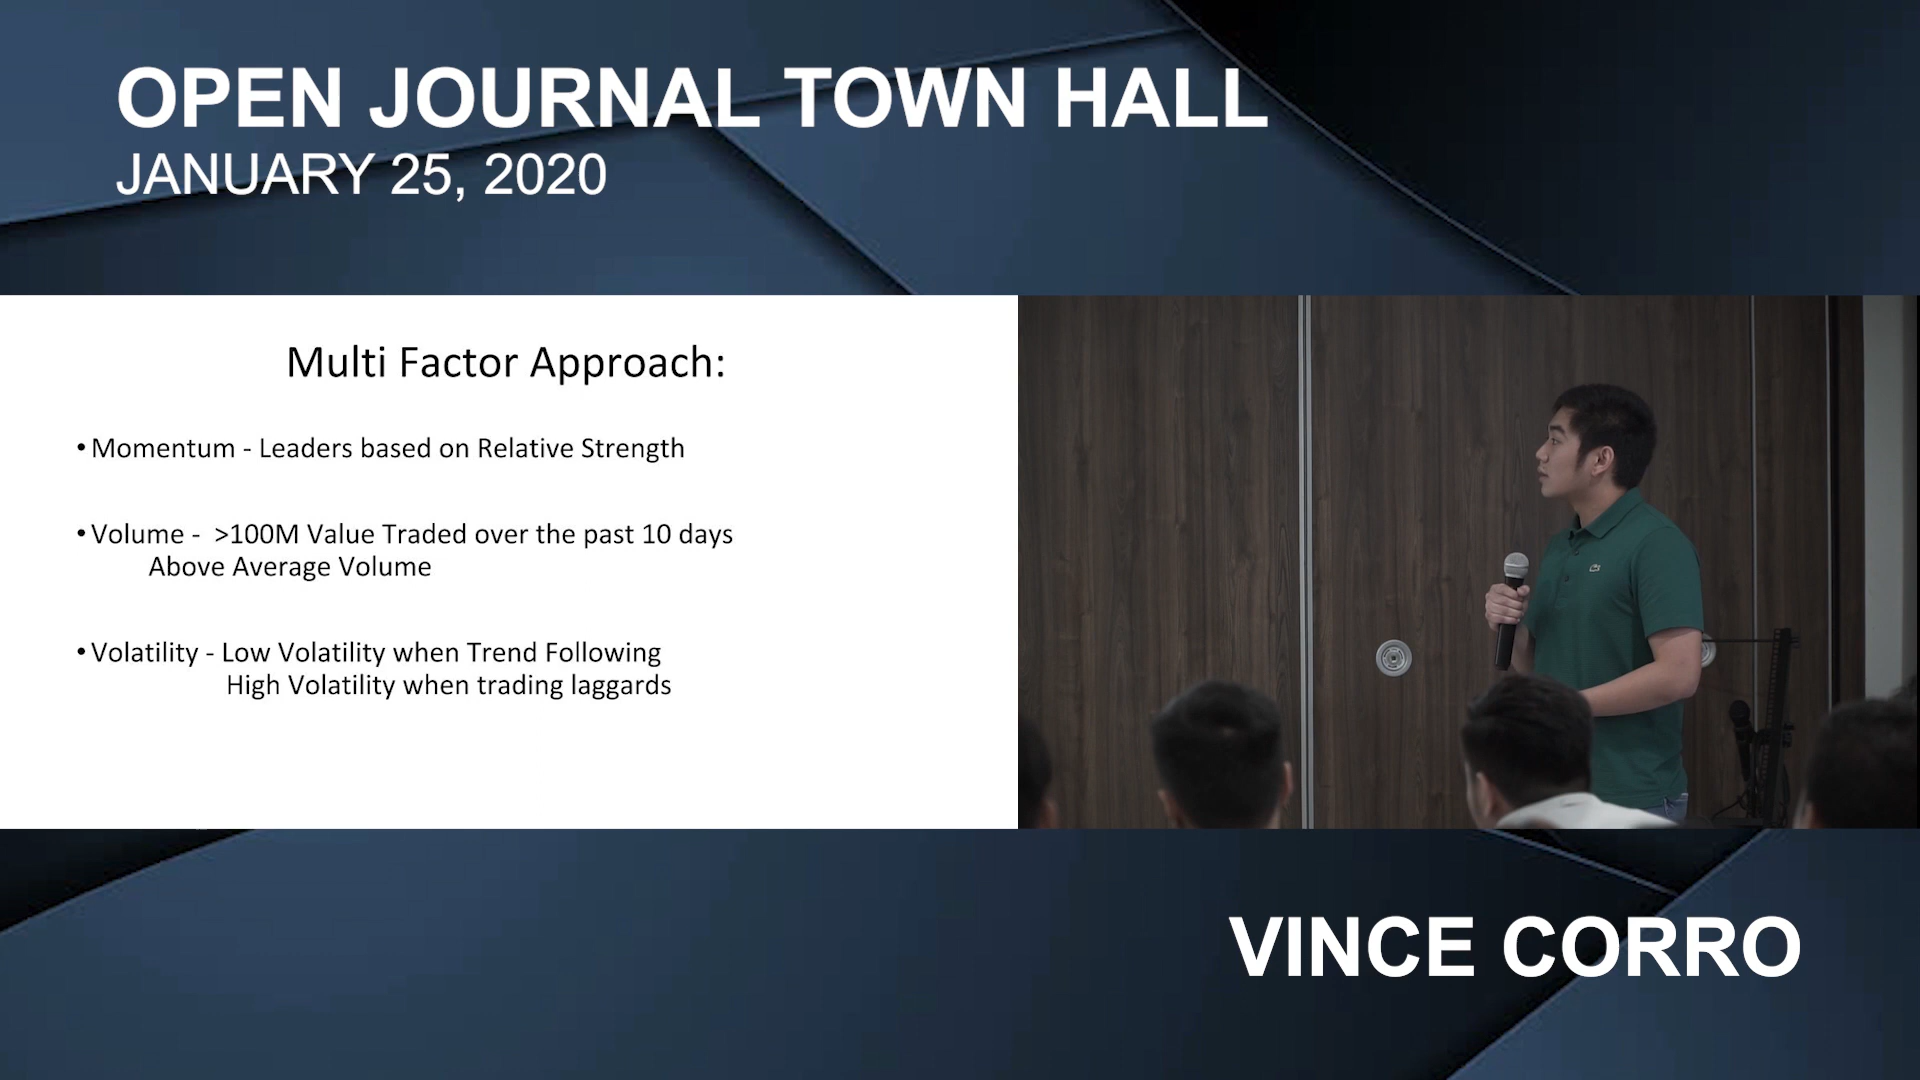 OPEN JOURNAL TOWN HALL
JANUARY 25, 2020
Multi Factor Approach:
• Momentum - Leaders based on Relative Strength
• Volume - >100M Value Traded over the past 10 days
Above Average Volume
• Volatility - Low Volatility when Trend Following
High Volatility when trading laggards
VINCE CORRO